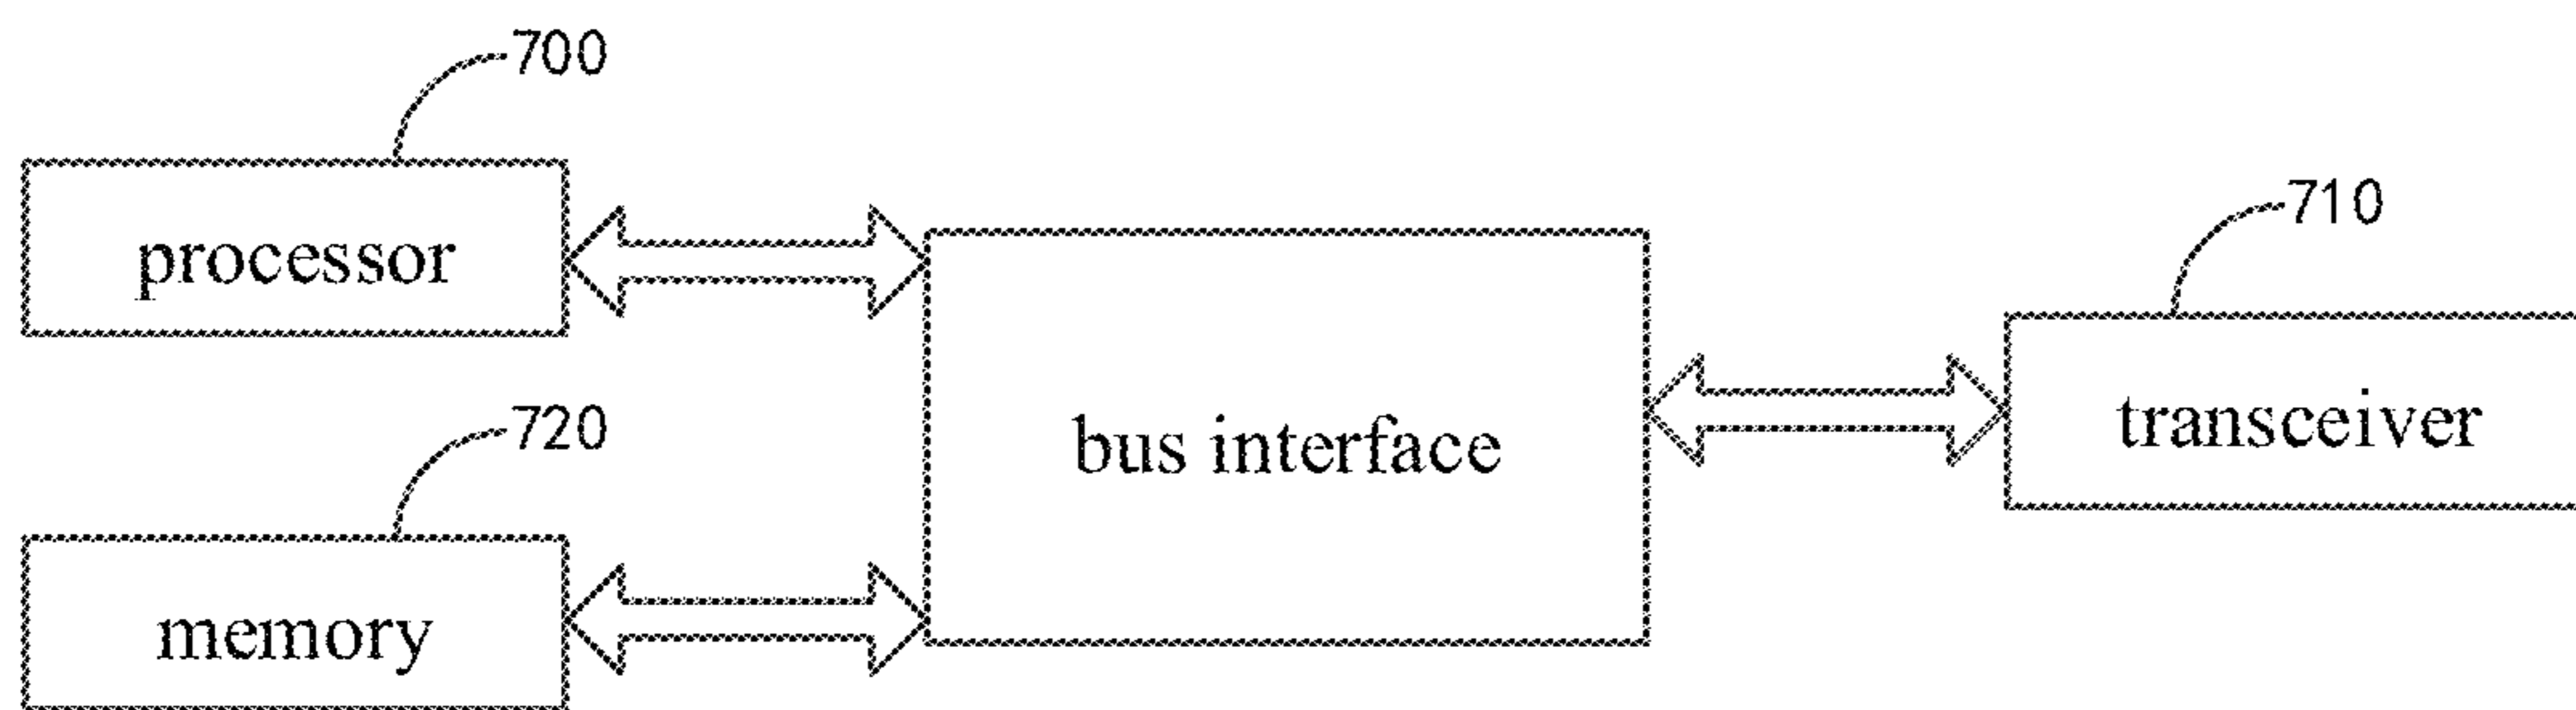 700
processor
710
bus interface
transceiver
720
memory